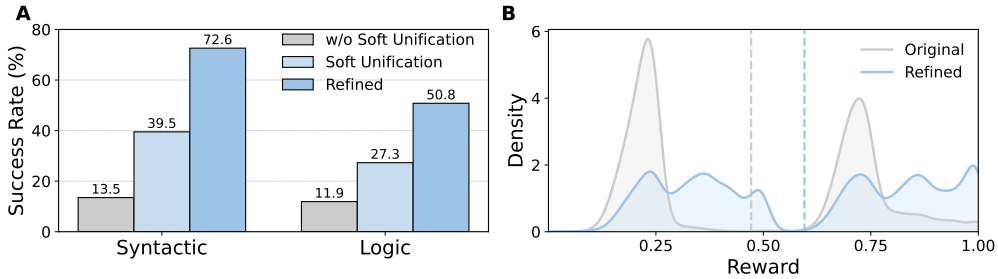 A
Success Rate (%)
80
60
40
20
0
13.5
39.5
72.6
11.9
27.3
50.8
w/o Soft Unification
Soft Unification
Refined
Syntactic
Logic
B
Density
6
4
2
0
Original
Refined
0.25
0.50
0.75
1.00
Reward